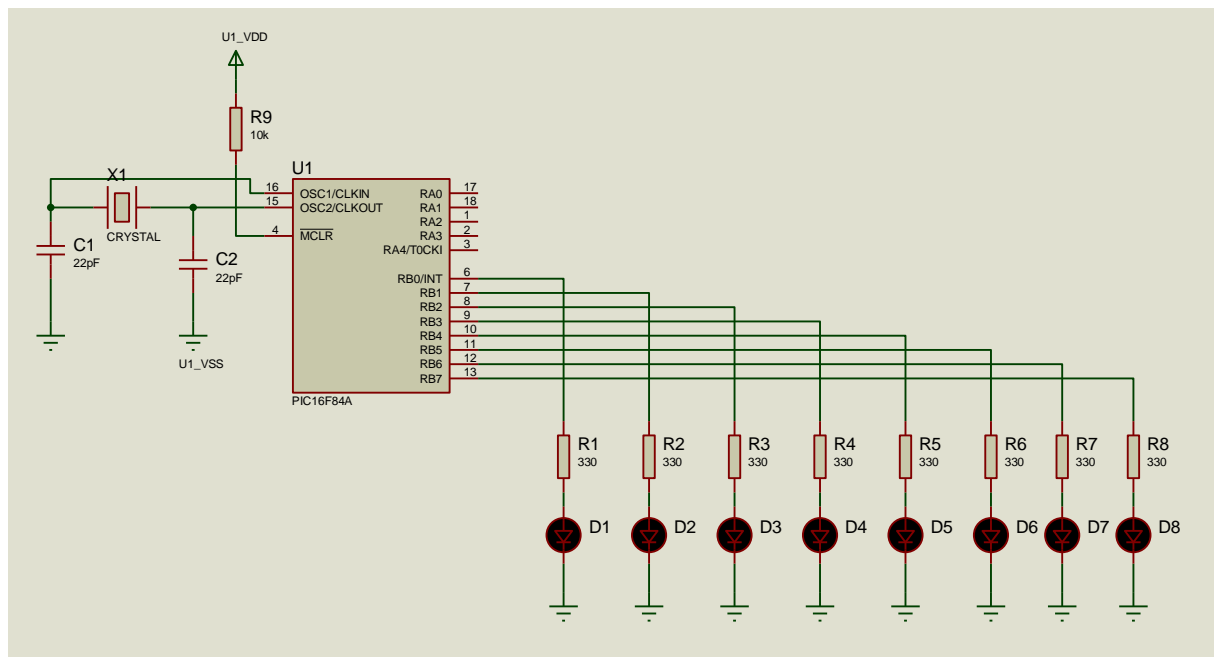 U1_VDD
R9
10k
U1
X1
CRYSTAL
C1
22pF
C2
22pF
U1_VSS
16
OSC1/CLKIN
15
OSC2/CLKOUT
4
MCLR
RA0
17
RA1
18
RA2
1
RA3
2
RA4/T0CKI
3
RB0/INT
6
RB1
7
RB2
8
RB3
9
RB4
10
RB5
11
RB6
12
RB7
13
PIC16F84A
R1
330
R2
330
R3
330
R4
330
R5
330
R6
330
R7
330
R8
330
D1
D2
D3
D4
D5
D6
D7
D8